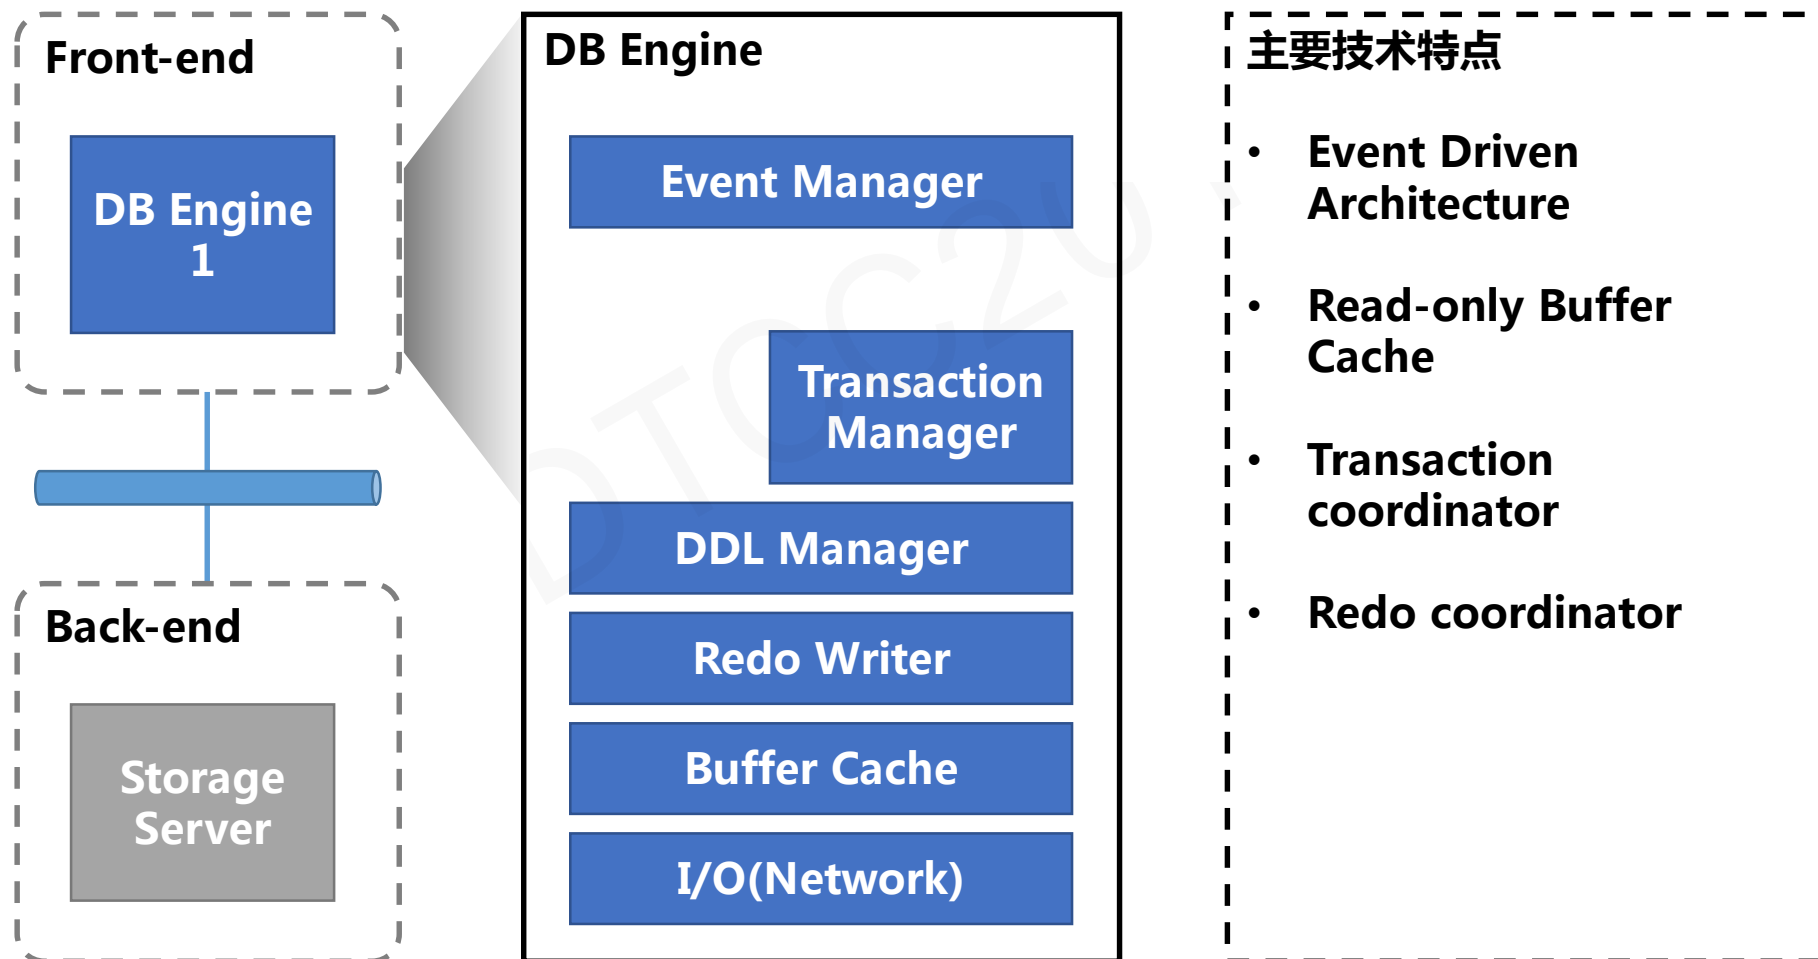 Front-end
DB Engine
1
Back-end
Storage
Server
DB Engine
Event Manager
Transaction
Manager
DDL Manager
Redo Writer
Buffer Cache
I/O(Network)
主要技术特点
• Event Driven
Architecture
• Read-only Buffer
Cache
• Transaction
coordinator
• Redo coordinator
DTCC201